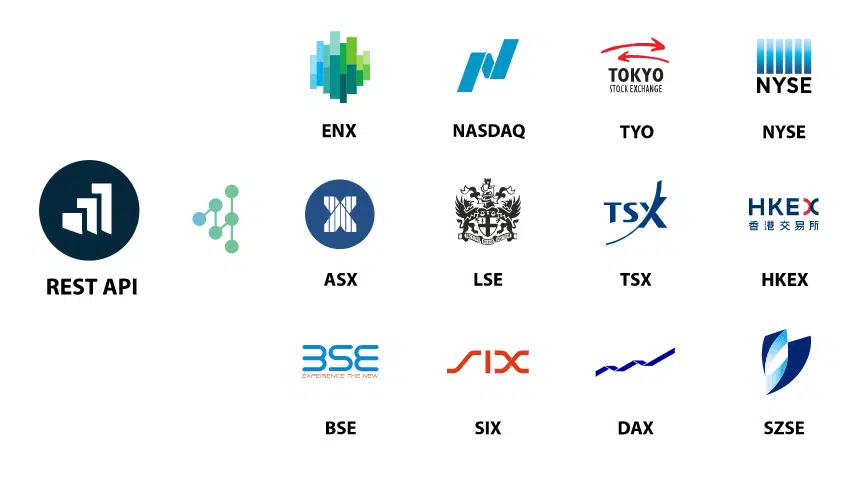 TOKYO
STOCK EXCHANGE
NYSE
ENX
NASDAQ
TYO
NYSE
TSX
HKEX
香港交易所
REST API
ASX
LSE
TSX
HKEX
BSE
EXPERIENCE THE NEW
SIX
BSE
SIX
DAX
SZSE